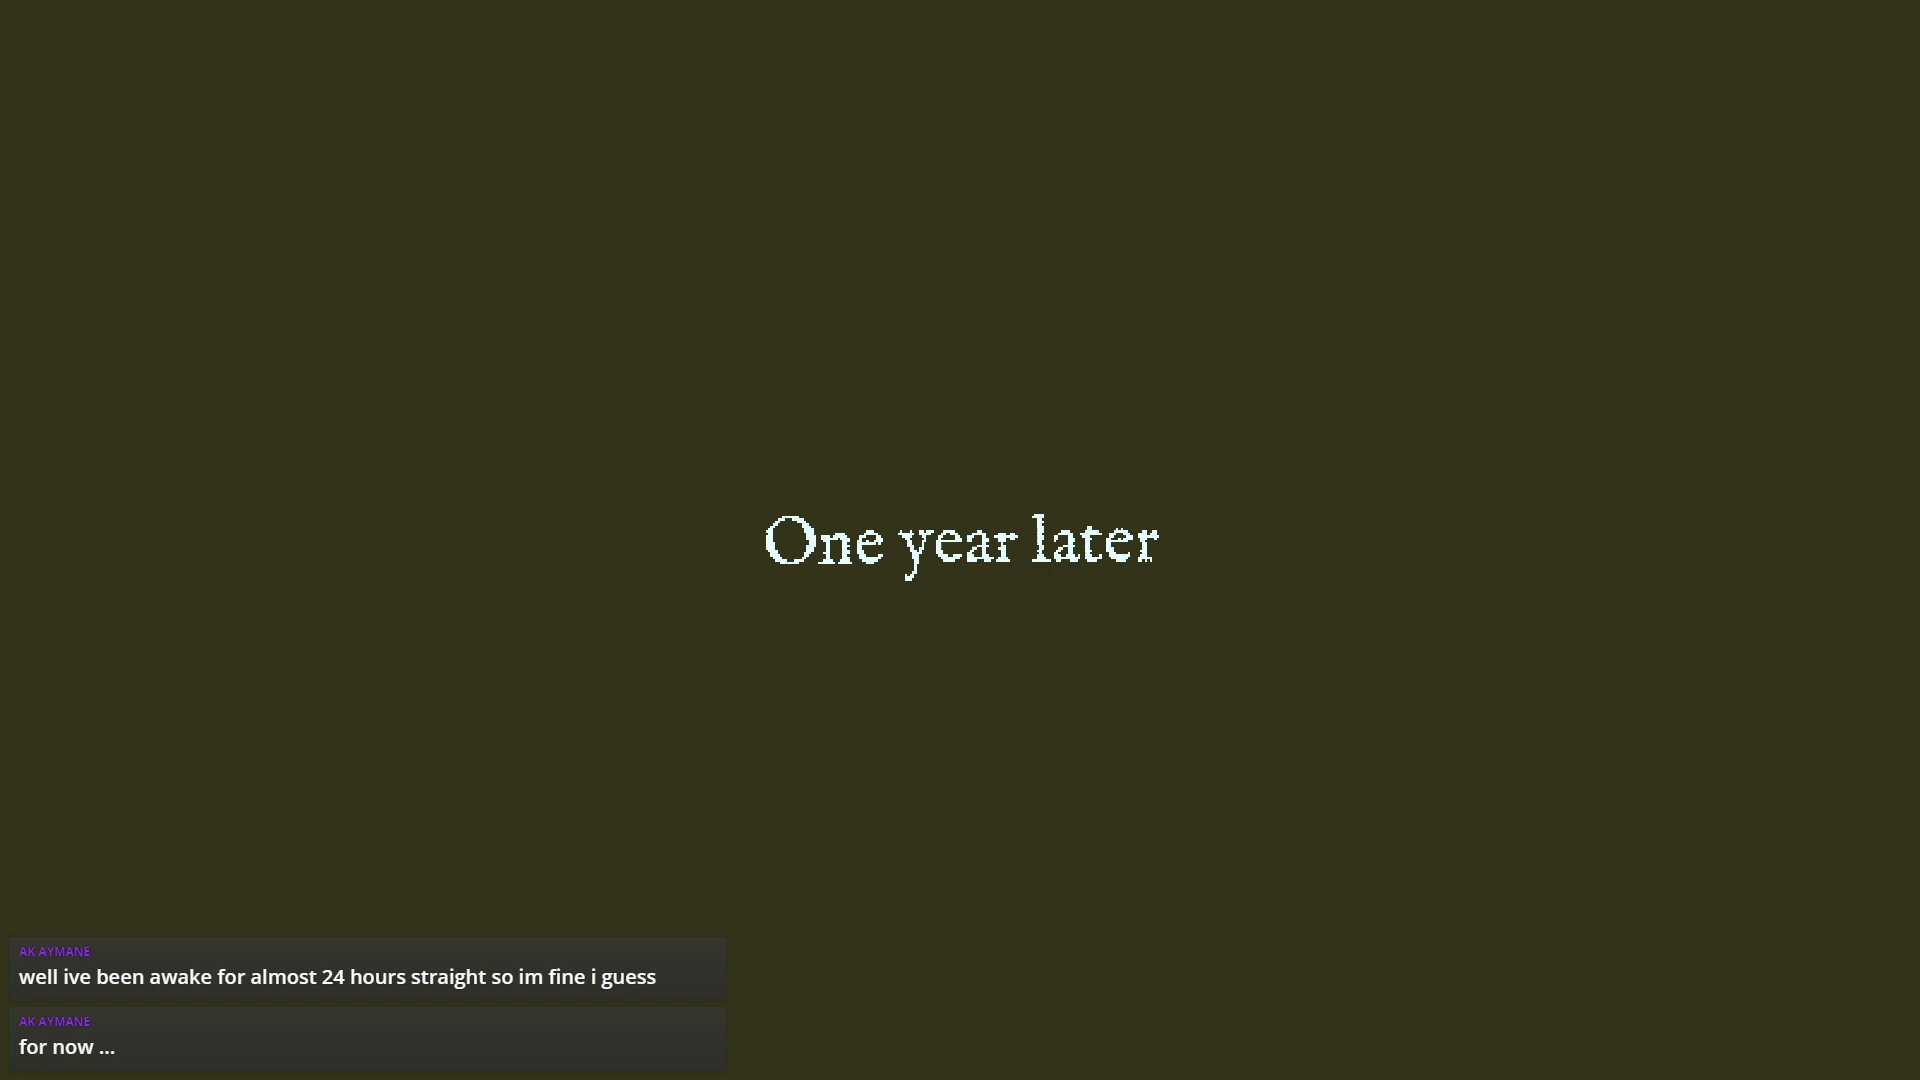 One year later
AK AYMANE
well ive been awake for almost 24 hours straight so im fine i guess
AK AYMANE
for now ...